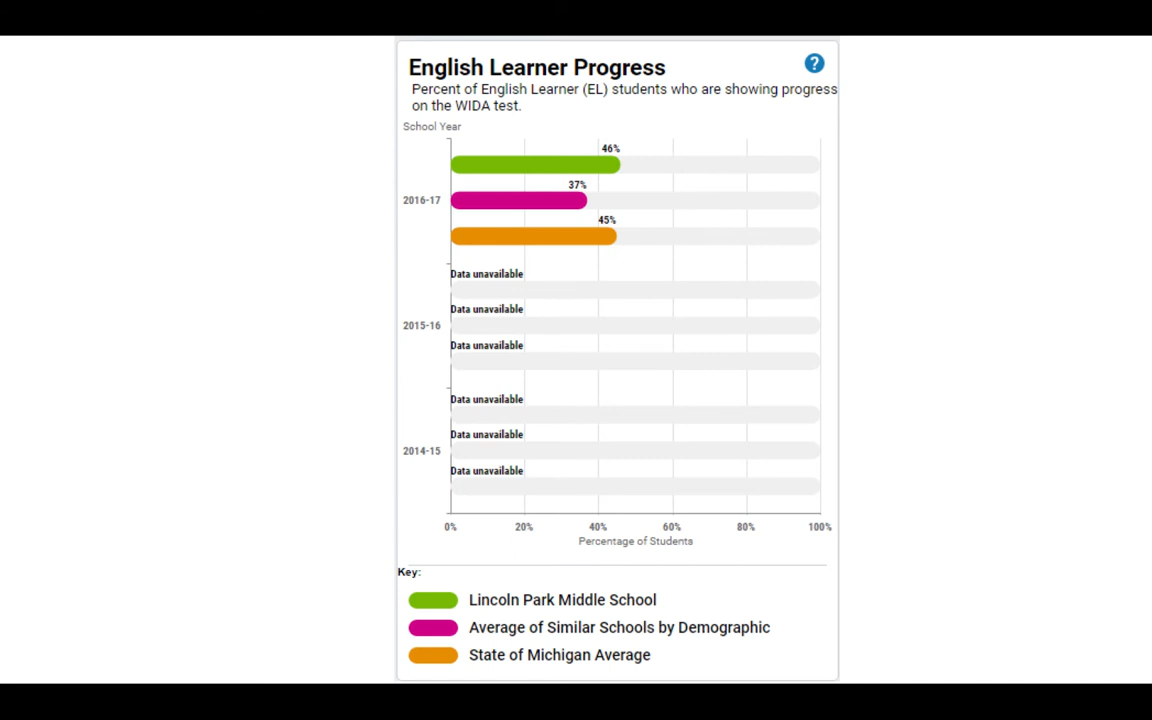 English Learner Progress
?
Percent of English Learner (EL) students who are showing progress
on the WIDA test.
School Year
46%
37%
2016-17
45%
Data unavailable
Data unavailable
2015-16
Data unavailable
Data unavailable
Data unavailable
2014-15
Data unavailable
0% 20% 40% 60% 80% 100%
Percentage of Students
Key:
Lincoln Park Middle School
Average of Similar Schools by Demographic
State of Michigan Average